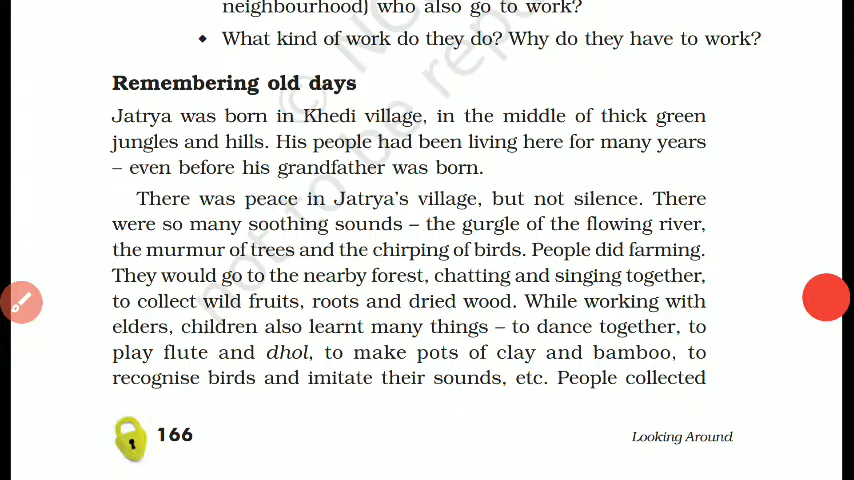 neighbourhood) who also go to work?
◆ What kind of work do they do? Why do they have to work?
Remembering old days
Jatrya was born in Khedi village, in the middle of thick green
jungles and hills. His people had been living here for many years
– even before his grandfather was born.
There was peace in Jatrya's village, but not silence. There
were so many soothing sounds – the gurgle of the flowing river,
the murmur of trees and the chirping of birds. People did farming.
They would go to the nearby forest, chatting and singing together,
to collect wild fruits, roots and dried wood. While working with
elders, children also learnt many things – to dance together, to
play flute and dhol, to make pots of clay and bamboo, to
recognise birds and imitate their sounds, etc. People collected
166
Looking Around
© NC
not to be rep